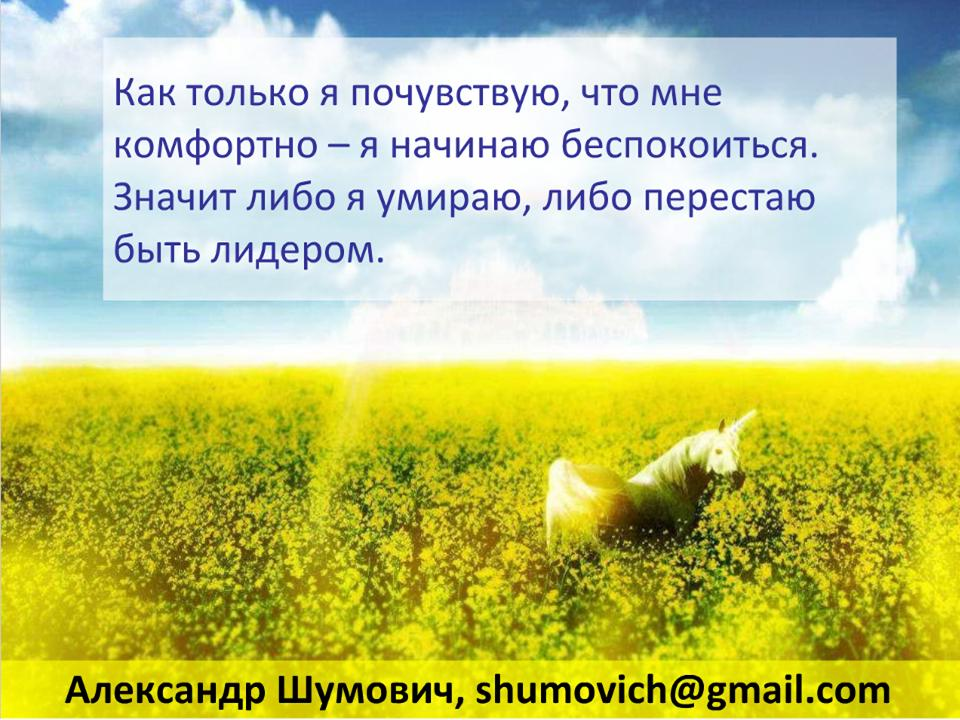 Как только я почувствую, что мне
комфортно – я начинаю беспокоиться.
Значит либо я умираю, либо перестаю
быть лидером.
Александр Шумович, shumovich@gmail.com